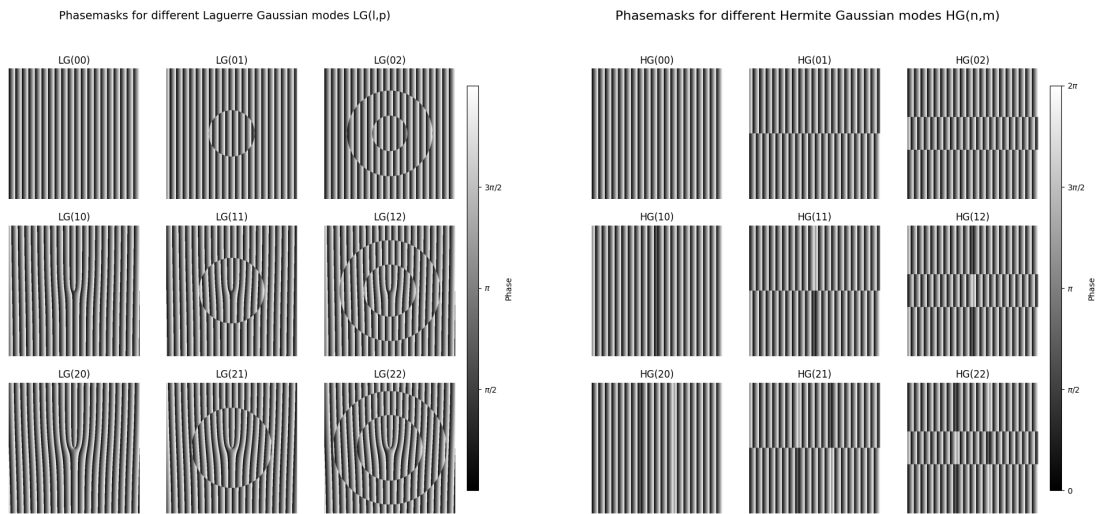 Phasemasks for different Laguerre Gaussian modes LG(l,p)
LG(00) LG(01) LG(02)
LG(10) LG(11) LG(12)
LG(20) LG(21) LG(22)
3π/2
π
π/2
Phase
Phasemasks for different Hermite Gaussian modes HG(n,m)
HG(00) HG(01) HG(02)
HG(10) HG(11) HG(12)
HG(20) HG(21) HG(22)
2π
3π/2
π
π/2
0
Phase